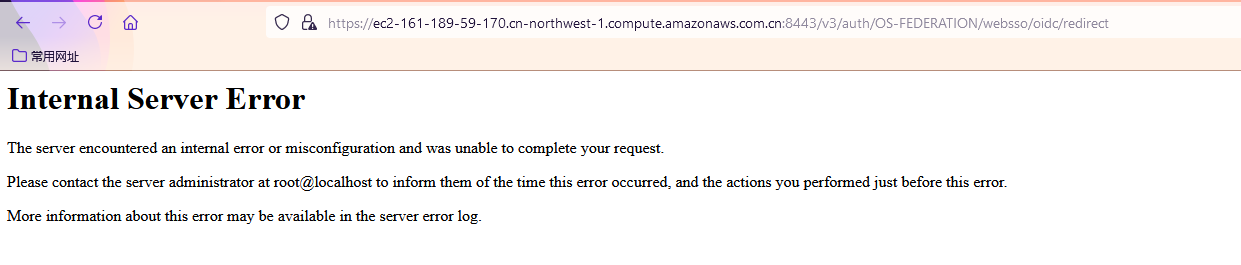 https://ec2-161-189-59-170.cn-northwest-1.compute.amazonaws.com.cn:8443/v3/auth/OS-FEDERATION/websso/oidc/redirect
常用网址
Internal Server Error
The server encountered an internal error or misconfiguration and was unable to complete your request.
Please contact the server administrator at root@localhost to inform them of the time this error occurred, and the actions you performed just before this error.
More information about this error may be available in the server error log.